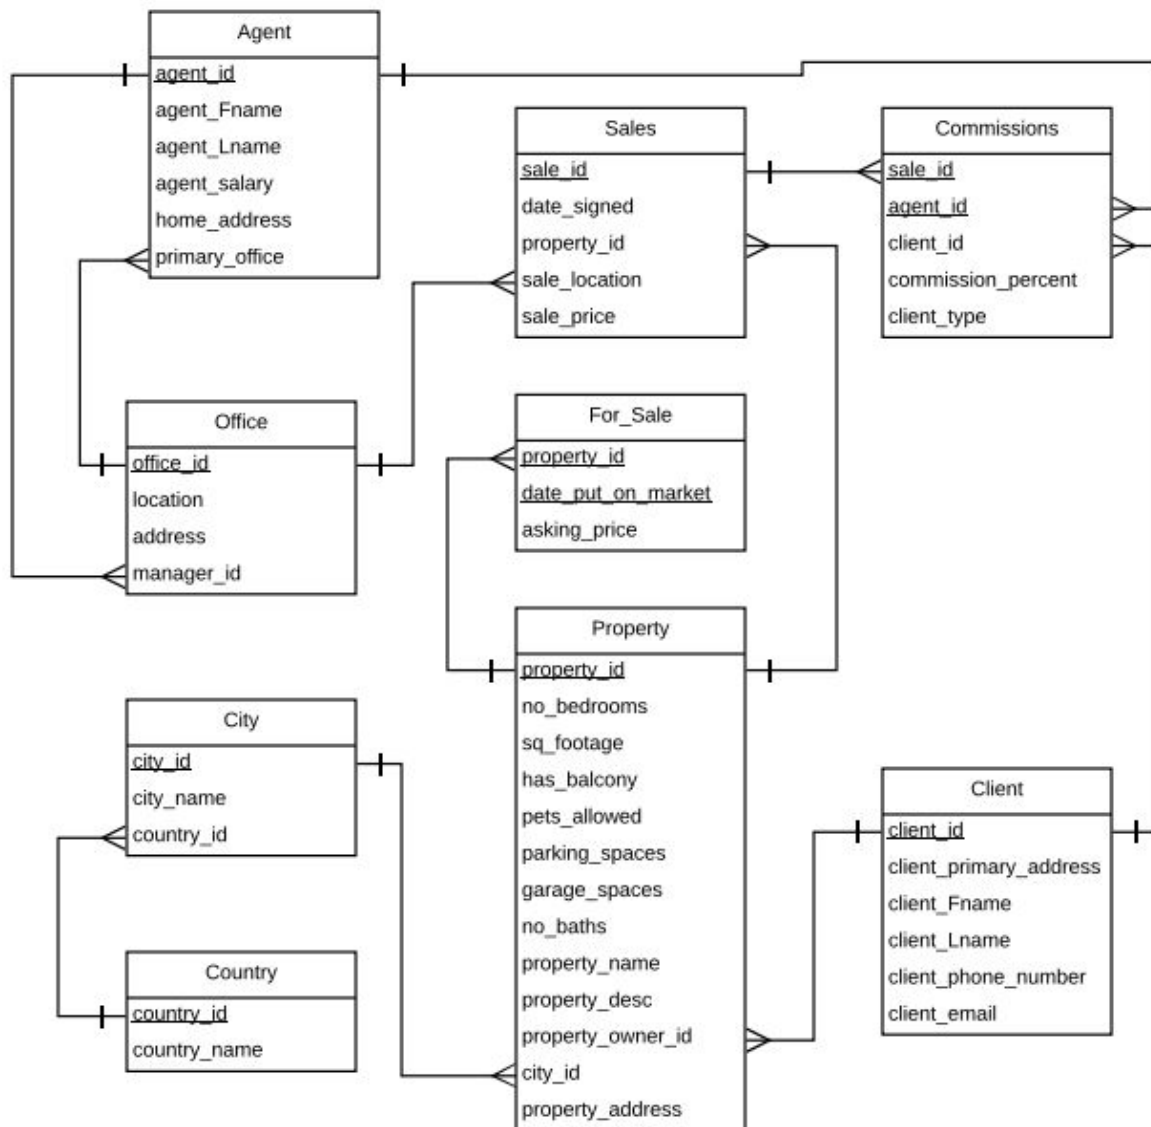 Agent
agent_id
agent_Fname
agent_Lname
agent_salary
home_address
primary_office
Sales
sale_id
date_signed
property_id
sale_location
sale_price
Commissions
sale_id
agent_id
client_id
commission_percent
client_type
Office
office_id
location
address
manager_id
For_Sale
property_id
date_put_on_market
asking_price
Property
property_id
no_bedrooms
sq_footage
has_balcony
pets_allowed
parking_spaces
garage_spaces
no_baths
property_name
property_desc
property_owner_id
city_id
property_address
City
city_id
city_name
country_id
Country
country_id
country_name
Client
client_id
client_primary_address
client_Fname
client_Lname
client_phone_number
client_email